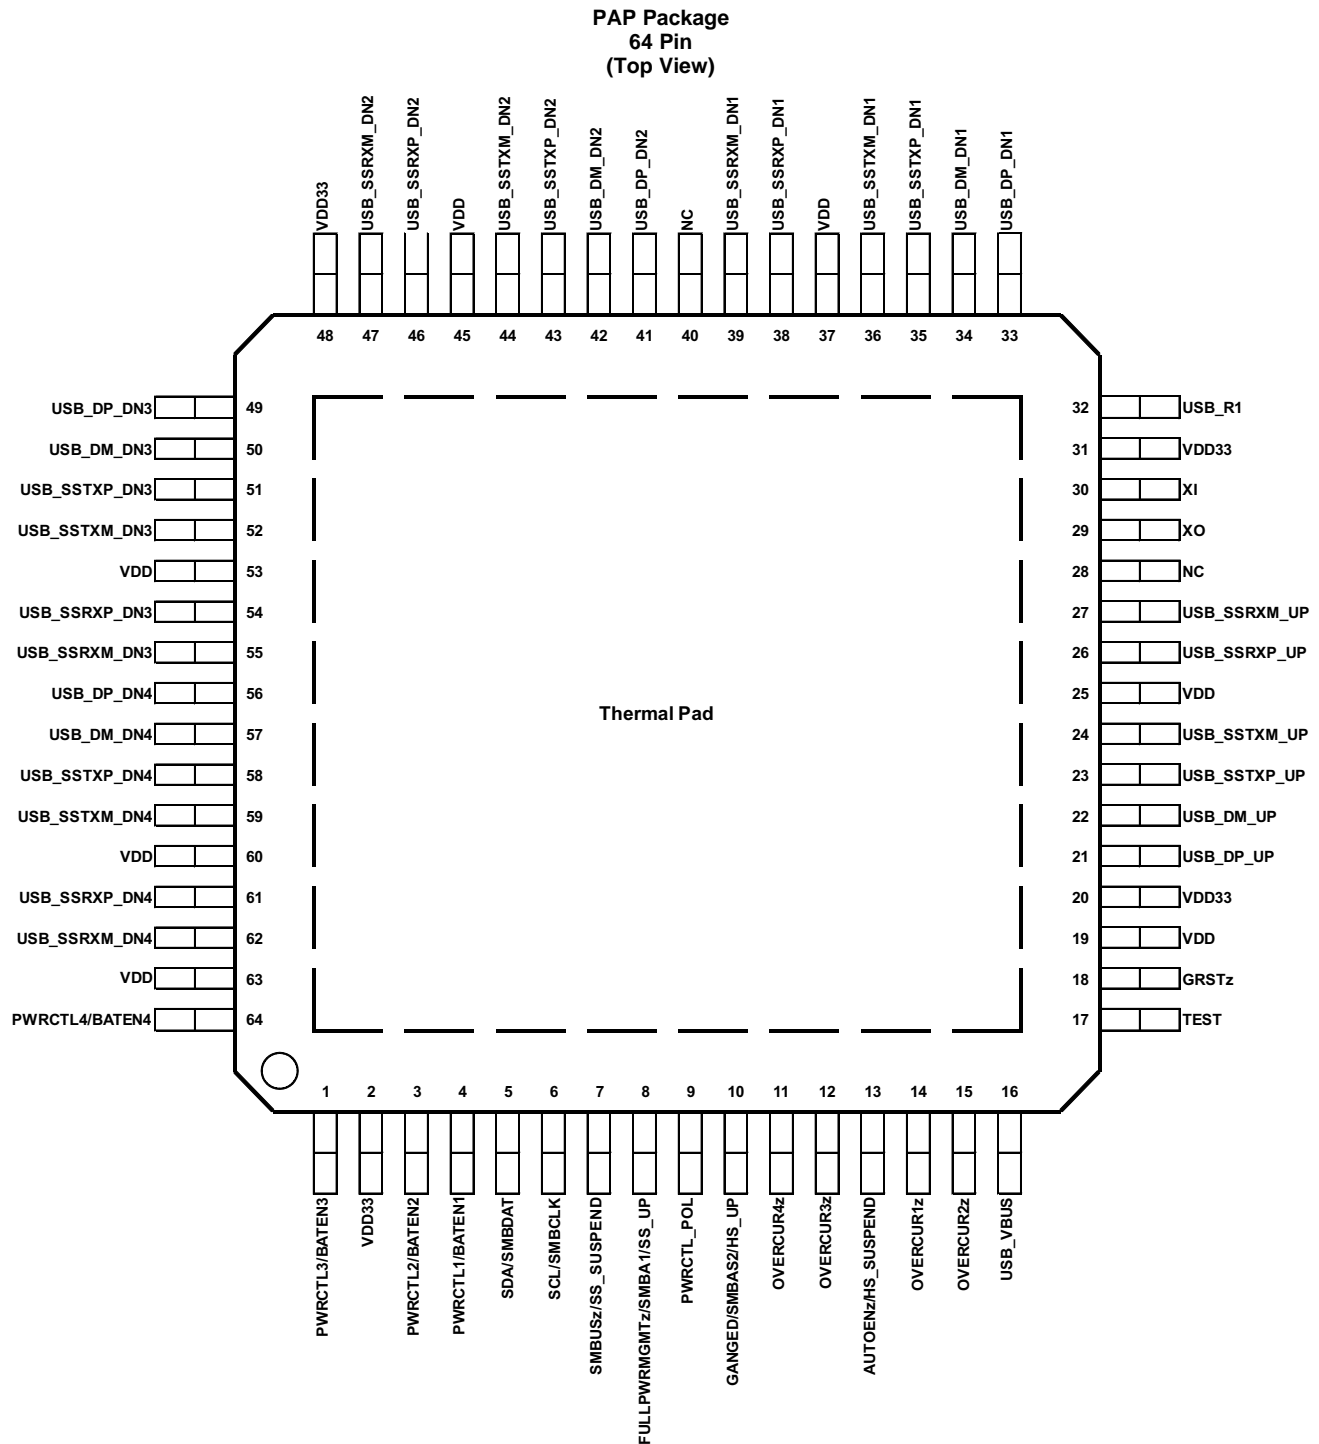 PAP Package
64 Pin
(Top View)
VDD33
USB_SSRXM_DN2
USB_SSRXP_DN2
VDD
USB_SSTXM_DN2
USB_SSTXP_DN2
USB_DM_DN2
USB_DP_DN2
NC
USB_SSRXM_DN1
USB_SSRXP_DN1
VDD
USB_SSTXM_DN1
USB_SSTXP_DN1
USB_DM_DN1
USB_DP_DN1
48 47 46 45 44 43 42 41 40 39 38 37 36 35 34 33
USB_DP_DN3 49
USB_DM_DN3 50
USB_SSTXP_DN3 51
USB_SSTXM_DN3 52
VDD 53
USB_SSRXP_DN3 54
USB_SSRXM_DN3 55
USB_DP_DN4 56
USB_DM_DN4 57
USB_SSTXP_DN4 58
USB_SSTXM_DN4 59
VDD 60
USB_SSRXP_DN4 61
USB_SSRXM_DN4 62
VDD 63
PWRCTL4/BATEN4 64
Thermal Pad
32 USB_R1
31 VDD33
30 XI
29 XO
28 NC
27 USB_SSRXM_UP
26 USB_SSRXP_UP
25 VDD
24 USB_SSTXM_UP
23 USB_SSTXP_UP
22 USB_DM_UP
21 USB_DP_UP
20 VDD33
19 VDD
18 GRSTz
17 TEST
1 2 3 4 5 6 7 8 9 10 11 12 13 14 15 16
PWRCTL3/BATEN3
VDD33
PWRCTL2/BATEN2
PWRCTL1/BATEN1
SDA/SMBDAT
SCL/SMBCLK
SMBUSz/SS_SUSPEND
FULLPWRMGMTz/SMBA1/SS_UP
PWRCTL_POL
GANGED/SMBAS2/HS_UP
OVERCUR4z
OVERCUR3z
AUTOENz/HS_SUSPEND
OVERCUR1z
OVERCUR2z
USB_VBUS